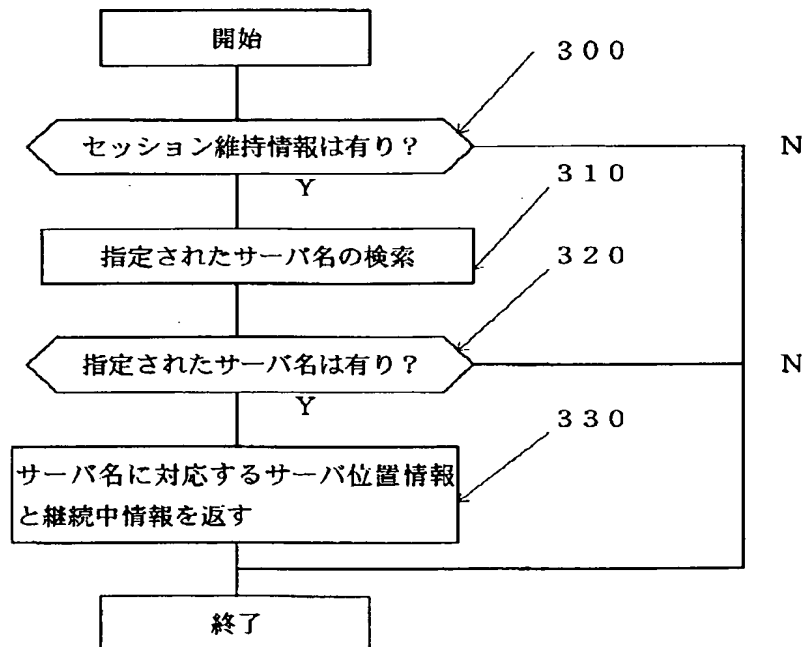 開始
３００
セッション維持情報は有り？
N
Y
３１０
指定されたサーバ名の検索
３２０
指定されたサーバ名は有り？
N
Y
３３０
サーバ名に対応するサーバ位置情報
と継続中情報を返す
終了